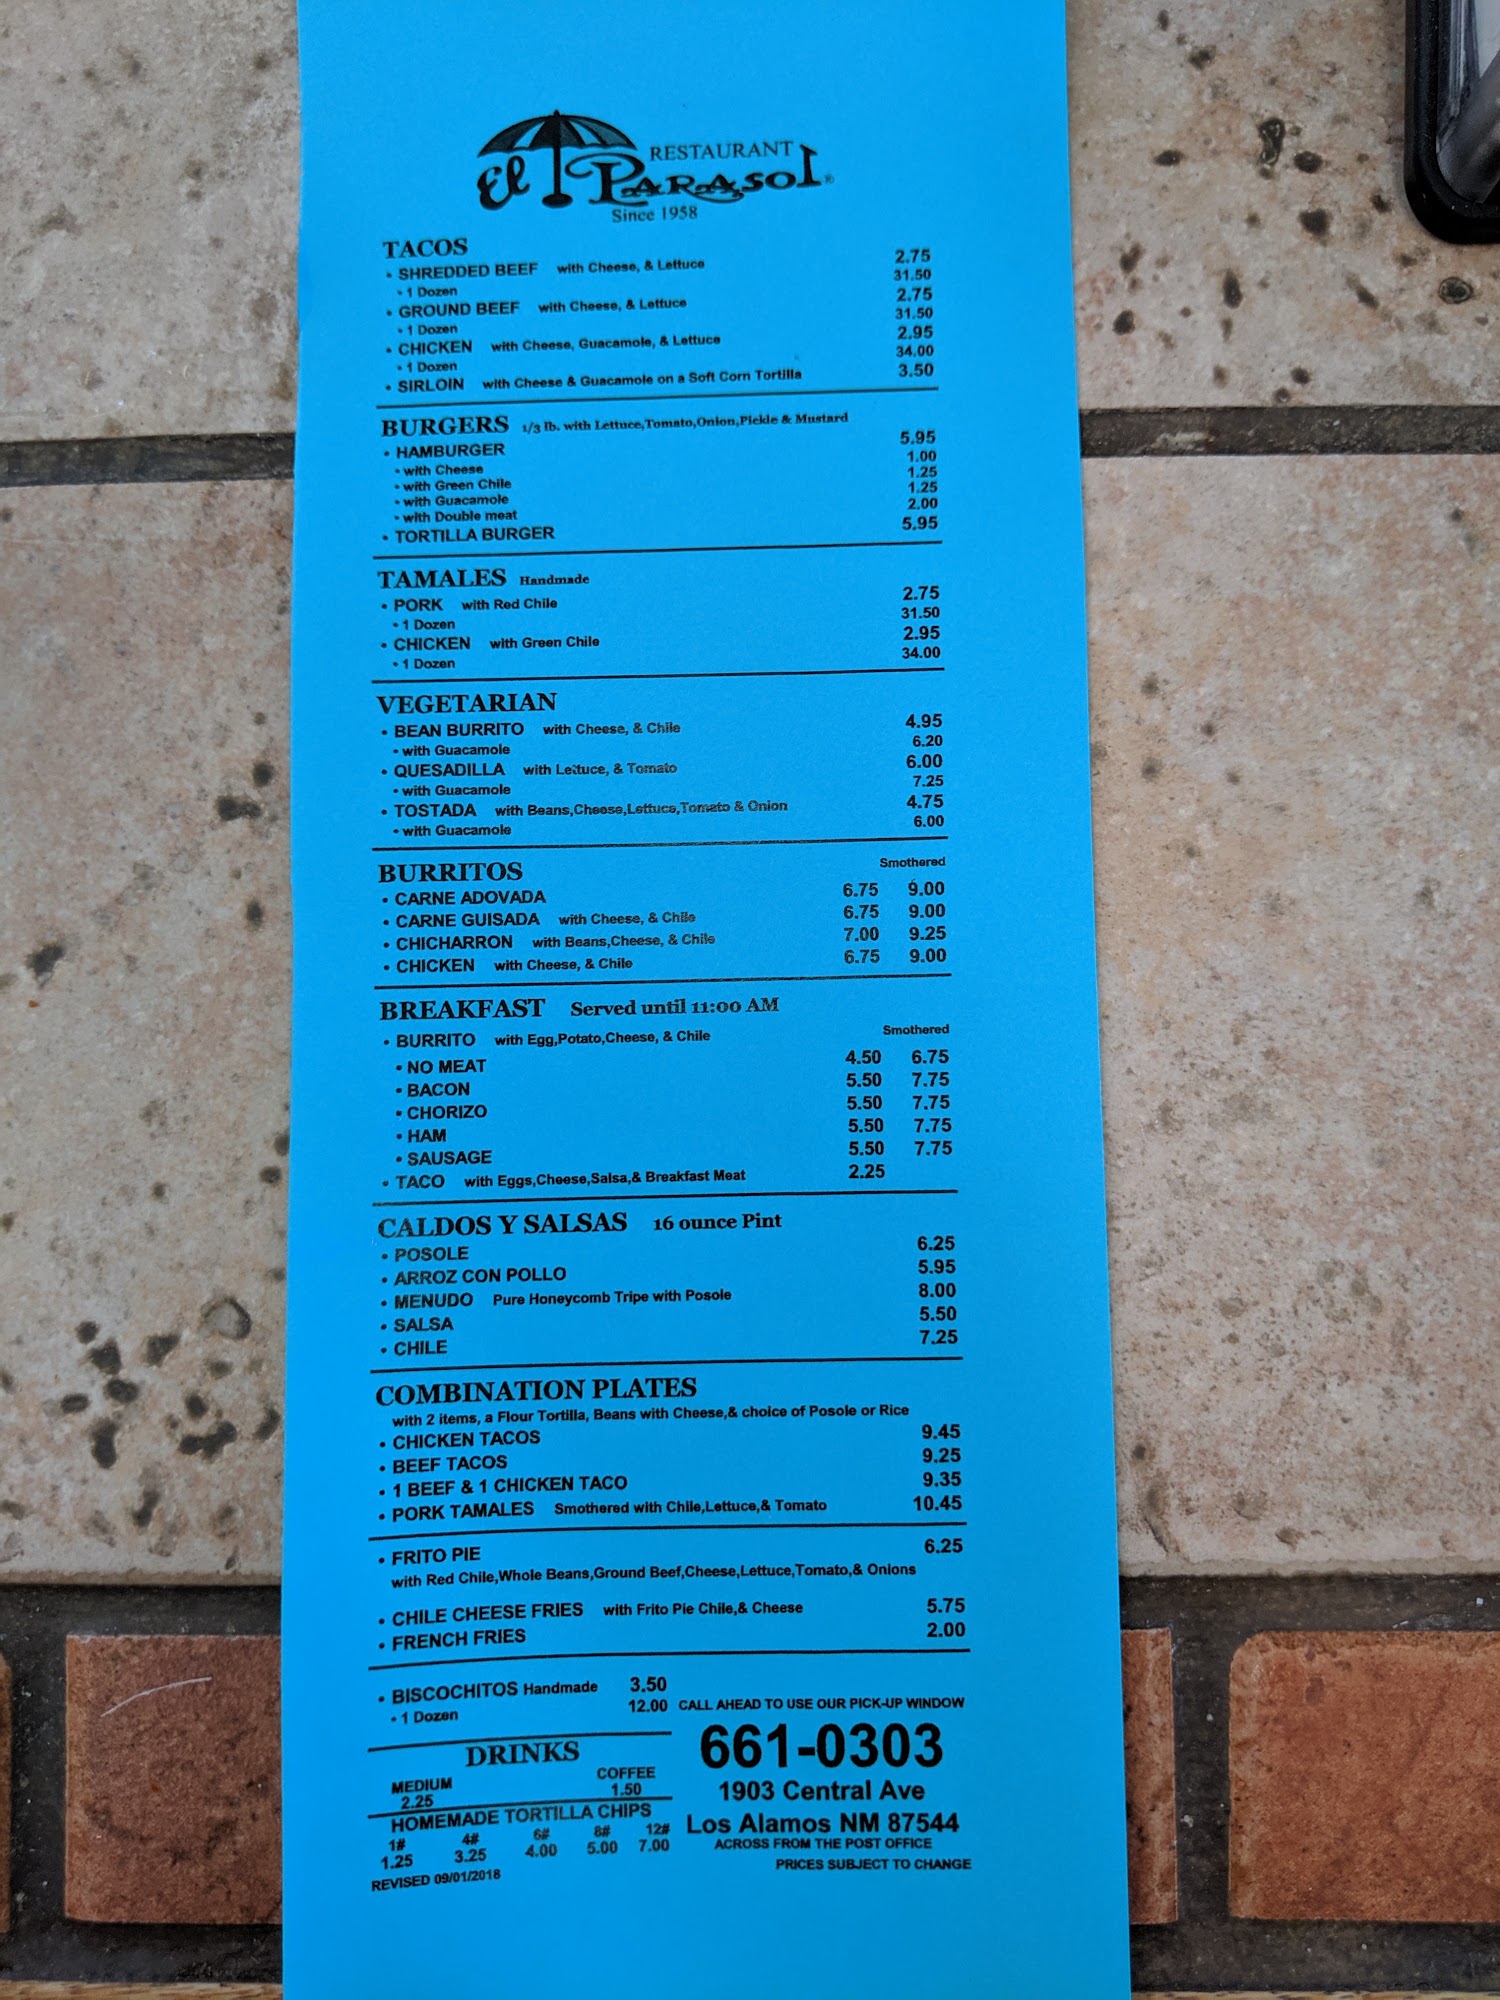 El Parasol RESTAURANT
Since 1958
TACOS
• SHREDDED BEEF with Cheese, & Lettuce 2.75
• 1 Dozen 31.50
• GROUND BEEF with Cheese, & Lettuce 2.75
• 1 Dozen 31.50
• CHICKEN with Cheese, Guacamole, & Lettuce 2.95
• 1 Dozen 34.00
• SIRLOIN with Cheese & Guacamole on a Soft Corn Tortilla 3.50
BURGERS 1/3 lb. with Lettuce,Tomato,Onion,Pickle & Mustard
• HAMBURGER 5.95
• with Cheese 1.00
• with Green Chile 1.25
• with Guacamole 1.25
• with Double meat 2.00
• TORTILLA BURGER 5.95
TAMALES Handmade
• PORK with Red Chile 2.75
• 1 Dozen 31.50
• CHICKEN with Green Chile 2.95
• 1 Dozen 34.00
VEGETARIAN
• BEAN BURRITO with Cheese, & Chile 4.95
• with Guacamole 6.20
• QUESADILLA with Lettuce, & Tomato 6.00
• with Guacamole 7.25
• TOSTADA with Beans,Cheese,Lettuce,Tomato & Onion 4.75
• with Guacamole 6.00
BURRITOS Smothered
• CARNE ADOVADA 6.75 9.00
• CARNE GUISADA with Cheese, & Chile 6.75 9.00
• CHICHARRON with Beans,Cheese, & Chile 7.00 9.25
• CHICKEN with Cheese, & Chile 6.75 9.00
BREAKFAST Served until 11:00 AM
• BURRITO with Egg,Potato,Cheese, & Chile Smothered
• NO MEAT 4.50 6.75
• BACON 5.50 7.75
• CHORIZO 5.50 7.75
• HAM 5.50 7.75
• SAUSAGE 5.50 7.75
• TACO with Eggs,Cheese,Salsa,& Breakfast Meat 2.25
CALDOS Y SALSAS 16 ounce Pint
• POSOLE 6.25
• ARROZ CON POLLO 5.95
• MENUDO Pure Honeycomb Tripe with Posole 8.00
• SALSA 5.50
• CHILE 7.25
COMBINATION PLATES
with 2 items, a Flour Tortilla, Beans with Cheese,& choice of Posole or Rice
• CHICKEN TACOS 9.45
• BEEF TACOS 9.25
• 1 BEEF & 1 CHICKEN TACO 9.35
• PORK TAMALES Smothered with Chile,Lettuce,& Tomato 10.45
• FRITO PIE 6.25
with Red Chile,Whole Beans,Ground Beef,Cheese,Lettuce,Tomato,& Onions
• CHILE CHEESE FRIES with Frito Pie Chile,& Cheese 5.75
• FRENCH FRIES 2.00
• BISCOCHITOS Handmade 3.50
• 1 Dozen 12.00
DRINKS
MEDIUM COFFEE
2.25 1.50
HOMEMADE TORTILLA CHIPS
1# 4# 6# 8# 12#
1.25 3.25 4.00 5.00 7.00
REVISED 09/01/2018
CALL AHEAD TO USE OUR PICK-UP WINDOW
661-0303
1903 Central Ave
Los Alamos NM 87544
ACROSS FROM THE POST OFFICE
PRICES SUBJECT TO CHANGE